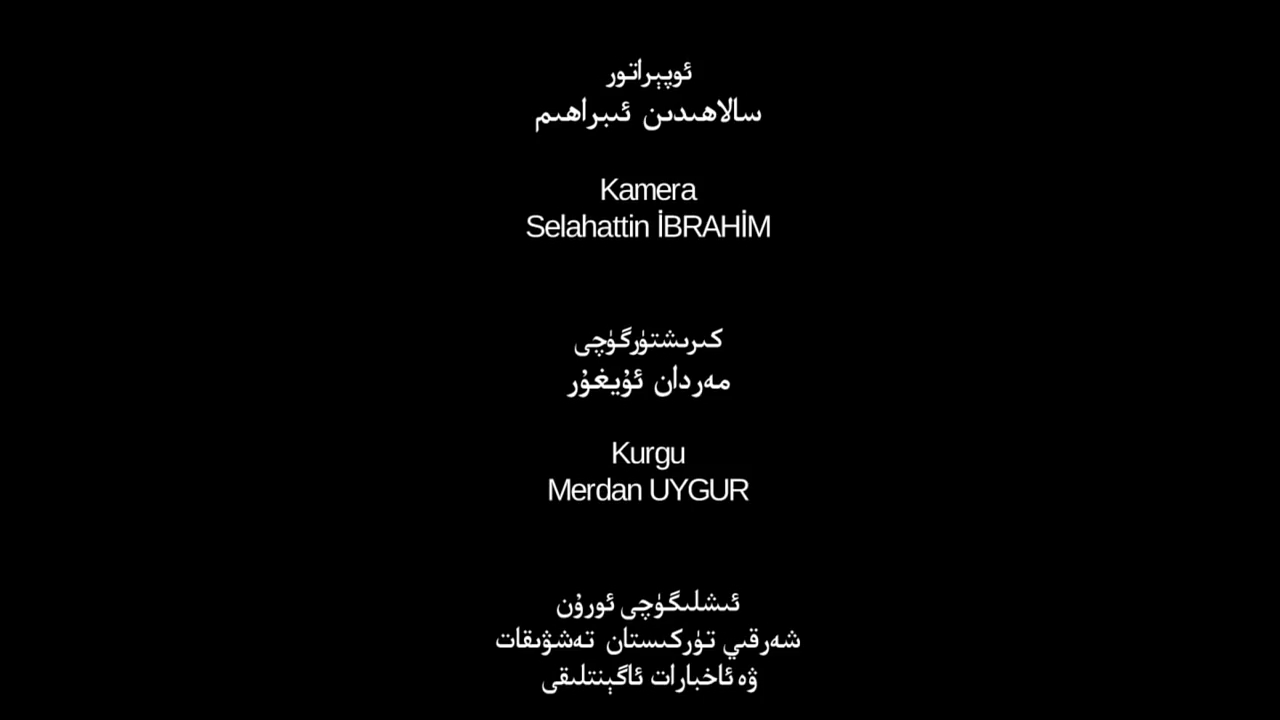 ئوپېراتور
سالاھىدىن ئىبراھىم
Kamera
Selahattin İBRAHİM
كىرىشتۈرگۈچى
مەردان ئۇيغۇر
Kurgu
Merdan UYGUR
ئىشلىگۈچى ئورۇن
شەرقىي تۈركىستان تەشۋىقات
ۋە ئاخبارات ئاگېنتلىقى